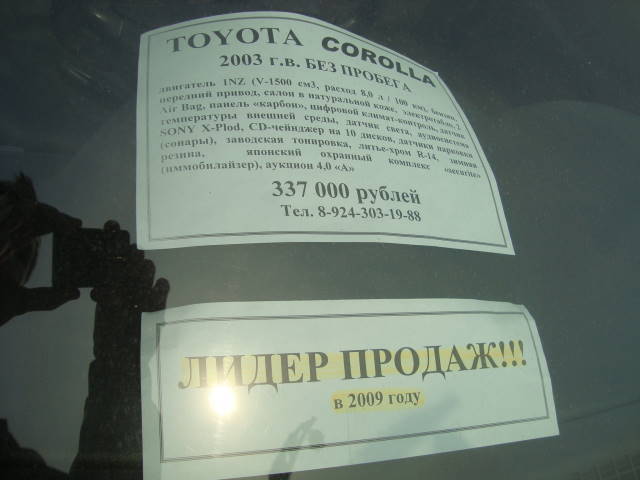 TOYOTA COROLLA
2003 г.в. БЕЗ ПРОБЕГА
двигатель 1NZ (V-1500 см3, расход 8,0 л / 100 км), бензин,
передний привод, салон в натуральной коже, электропакет, 2
Air Bag, панель «карбон», цифровой климат-контроль, датчик
температуры внешней среды, датчик света, аудиосистема
SONY X-Plod, CD-чейнджер на 10 дисков, датчики парковки
(сонары), заводская тонировка, литье-хром R-14, зимняя
резина, японский охранный комплекс «securite»
(иммобилайзер), аукцион 4,0 «А»
337 000 рублей
Тел. 8-924-303-19-88
ЛИДЕР ПРОДАЖ!!!
в 2009 году